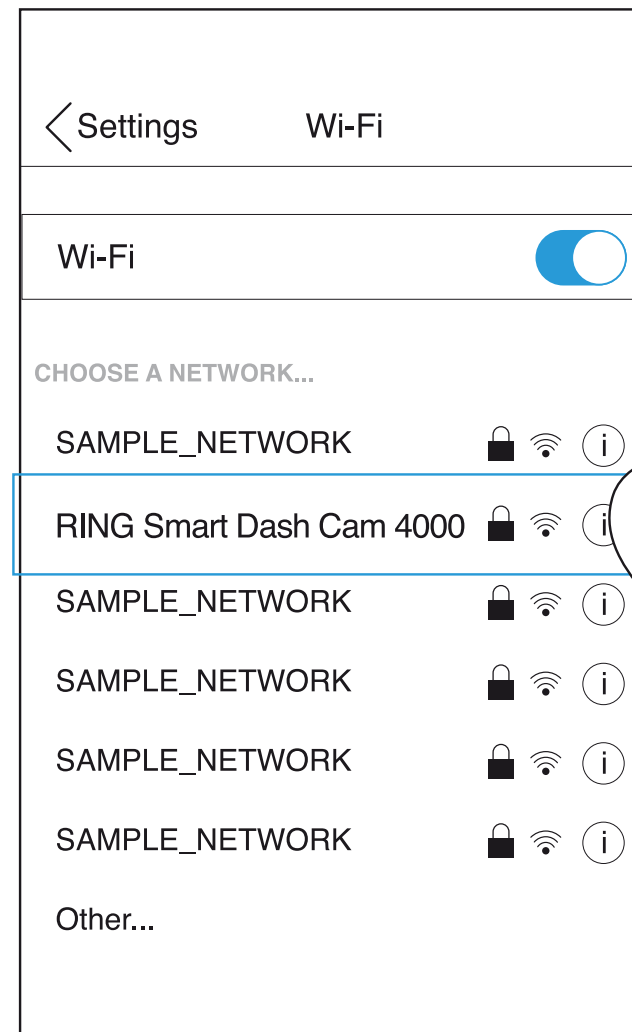 Settings Wi-Fi
Wi-Fi
CHOOSE A NETWORK...
SAMPLE_NETWORK i
RING Smart Dash Cam 4000 i
SAMPLE_NETWORK i
SAMPLE_NETWORK i
SAMPLE_NETWORK i
SAMPLE_NETWORK i
Other...